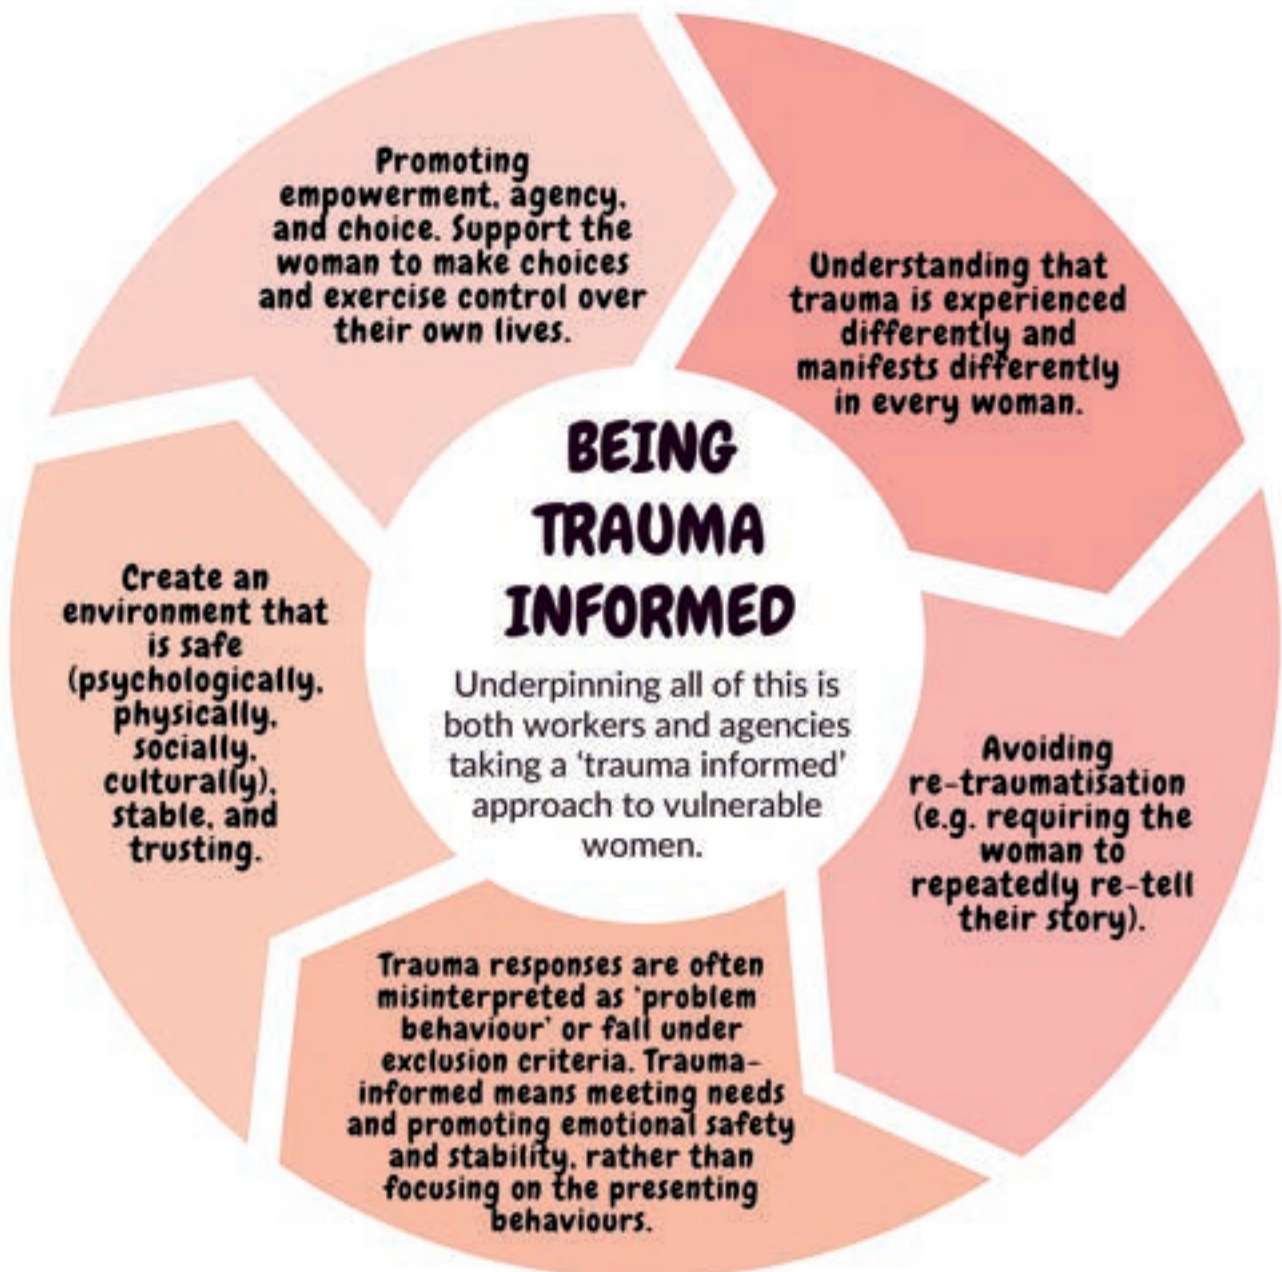 BEING
TRAUMA
INFORMED
Underpinning all of this is
both workers and agencies
taking a ‘trauma informed’
approach to vulnerable
women.
Understanding that
trauma is experienced
differently and
manifests differently
in every woman.
Avoiding
re-traumatisation
(e.g. requiring the
woman to
repeatedly re-tell
their story).
Trauma responses are often
misinterpreted as ‘problem
behaviour’ or fall under
exclusion criteria. Trauma-
informed means meeting needs
and promoting emotional safety
and stability, rather than
focusing on the presenting
behaviours.
Create an
environment that
is safe
(psychologically,
physically,
socially,
culturally),
stable, and
trusting.
Promoting
empowerment, agency,
and choice. Support the
woman to make choices
and exercise control over
their own lives.